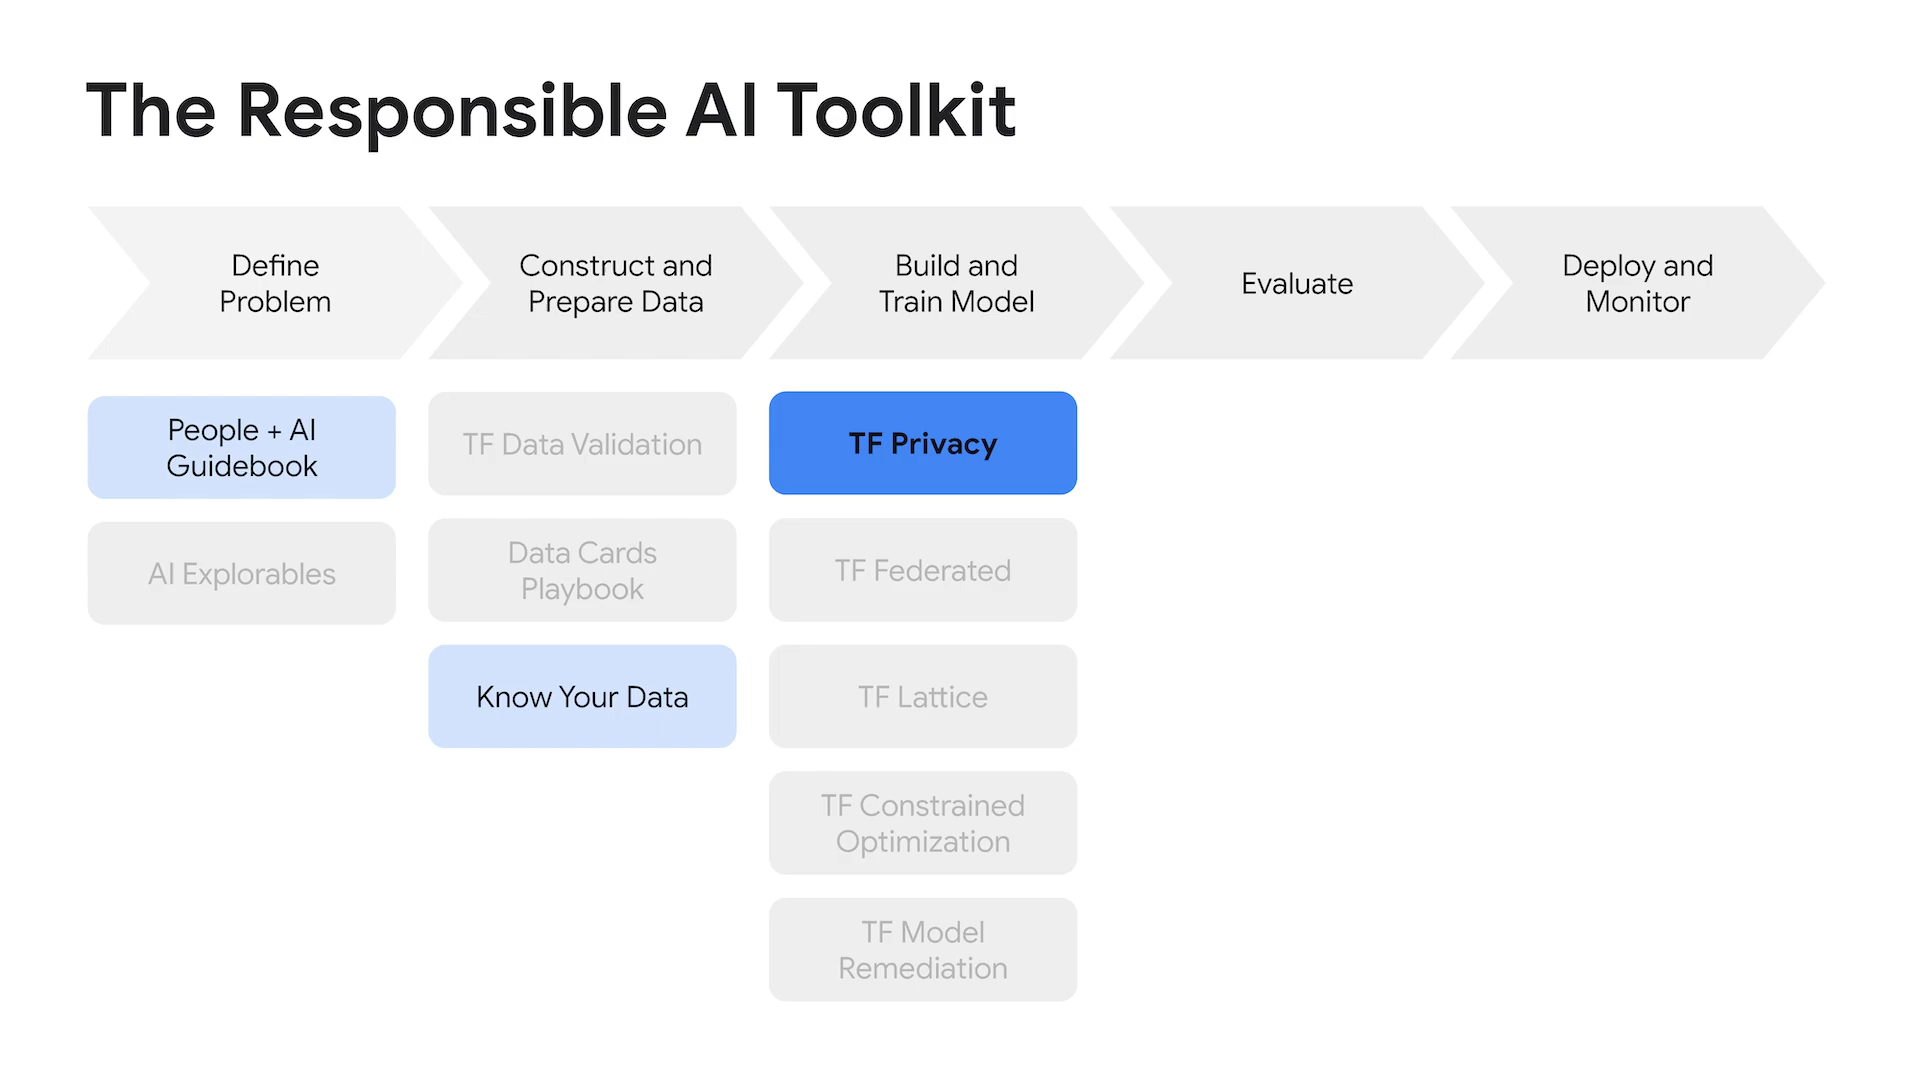 The Responsible AI Toolkit
Define
Problem
Construct and
Prepare Data
Build and
Train Model
Evaluate
Deploy and
Monitor
People + AI
Guidebook
AI Explorables
TF Data Validation
Data Cards
Playbook
Know Your Data
TF Privacy
TF Federated
TF Lattice
TF Constrained
Optimization
TF Model
Remediation